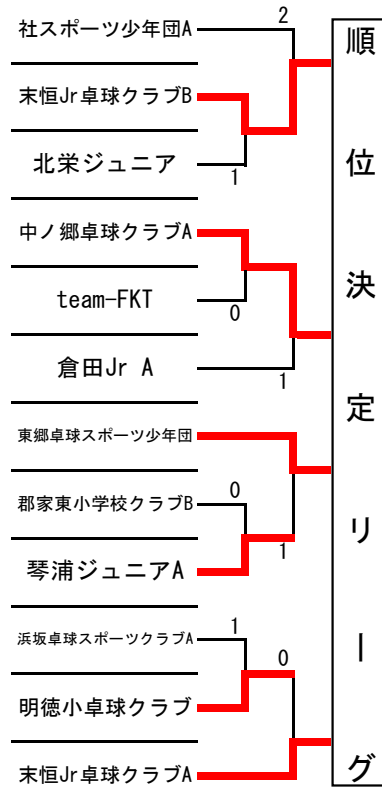 社スポーツ少年団A
2
末恒Jr卓球クラブB
北栄ジュニア
1
中ノ郷卓球クラブA
team-FKT
0
倉田Jr A
1
東郷卓球スポーツ少年団
郡家東小学校クラブB
0
琴浦ジュニアA
1
浜坂卓球スポーツクラブA
1
0
明徳小卓球クラブ
末恒Jr卓球クラブA
順位決定リーグ